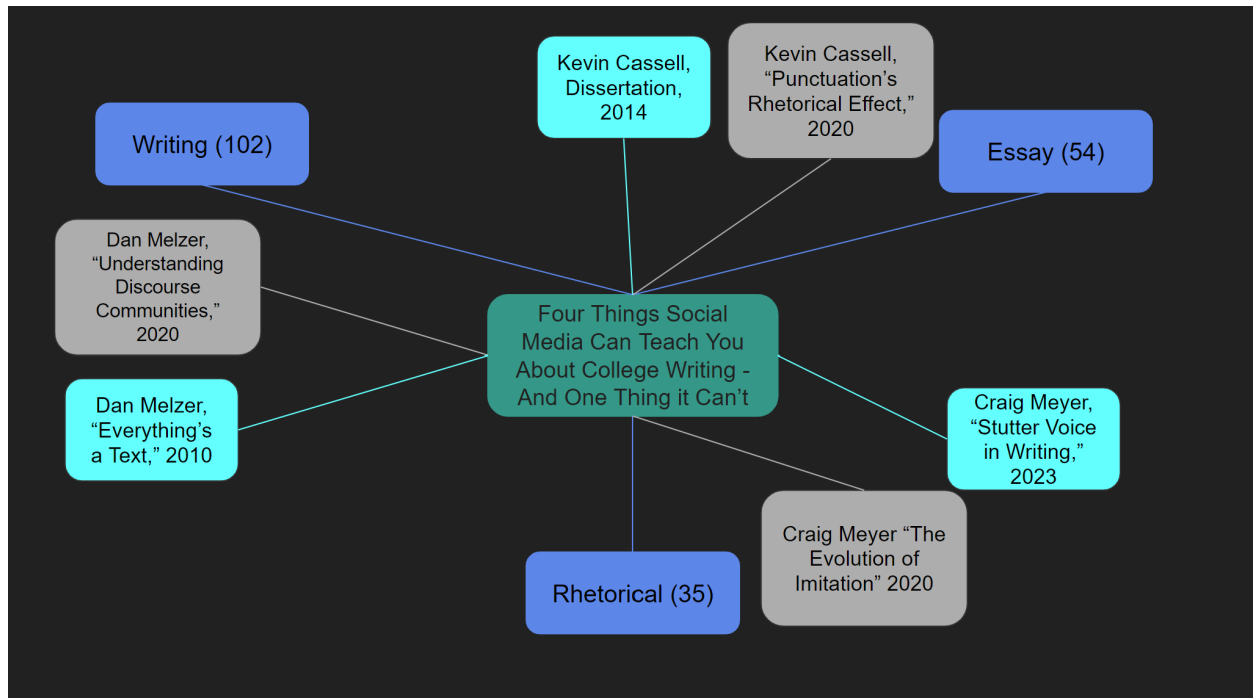 Kevin Cassell,
Dissertation,
2014
Kevin Cassell,
“Punctuation’s
Rhetorical Effect,”
2020
Writing (102)
Essay (54)
Dan Melzer,
“Understanding
Discourse
Communities,”
2020
Four Things Social
Media Can Teach You
About College Writing -
And One Thing it Can’t
Dan Melzer,
“Everything’s
a Text,” 2010
Craig Meyer,
“Stutter Voice
in Writing,”
2023
Craig Meyer “The
Evolution of
Imitation” 2020
Rhetorical (35)